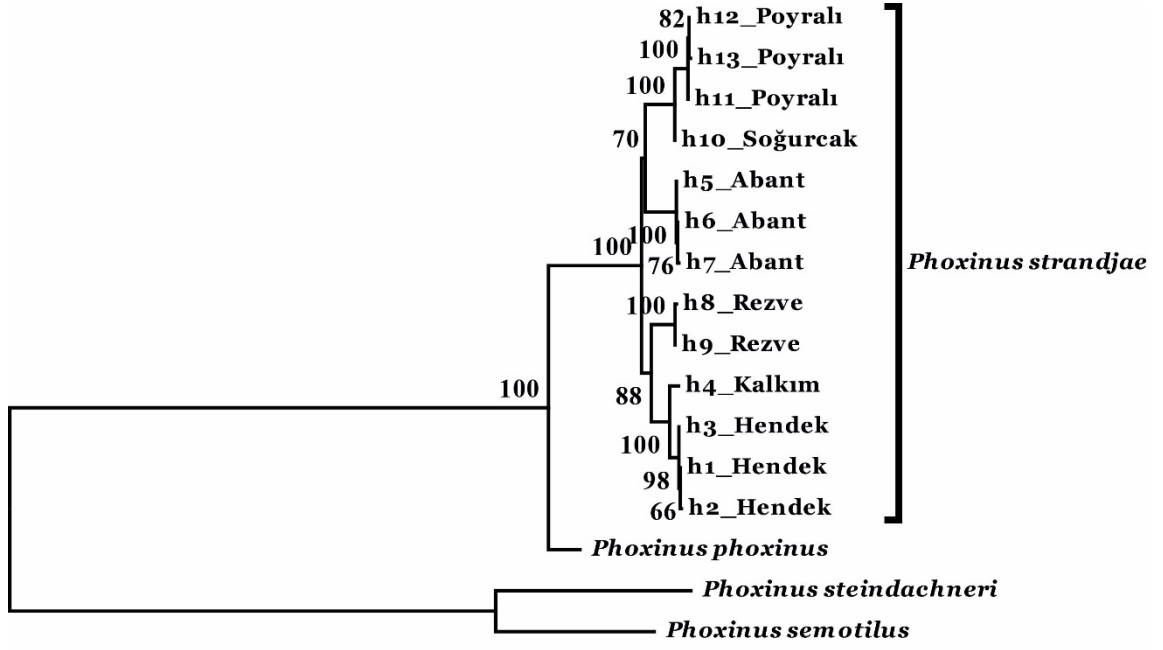 82 h12_Poyralı
100 h13_Poyralı
100 h11_Poyralı
70 h10_Soğurcak
h5_Abant
100 100 h6_Abant
76 h7_Abant Phoxinus strandjae
100 h8_Rezve
h9_Rezve
100 88 h4_Kalkım
100 h3_Hendek
98 h1_Hendek
66 h2_Hendek
Phoxinus phoxinus
Phoxinus steindachneri
Phoxinus semotilus